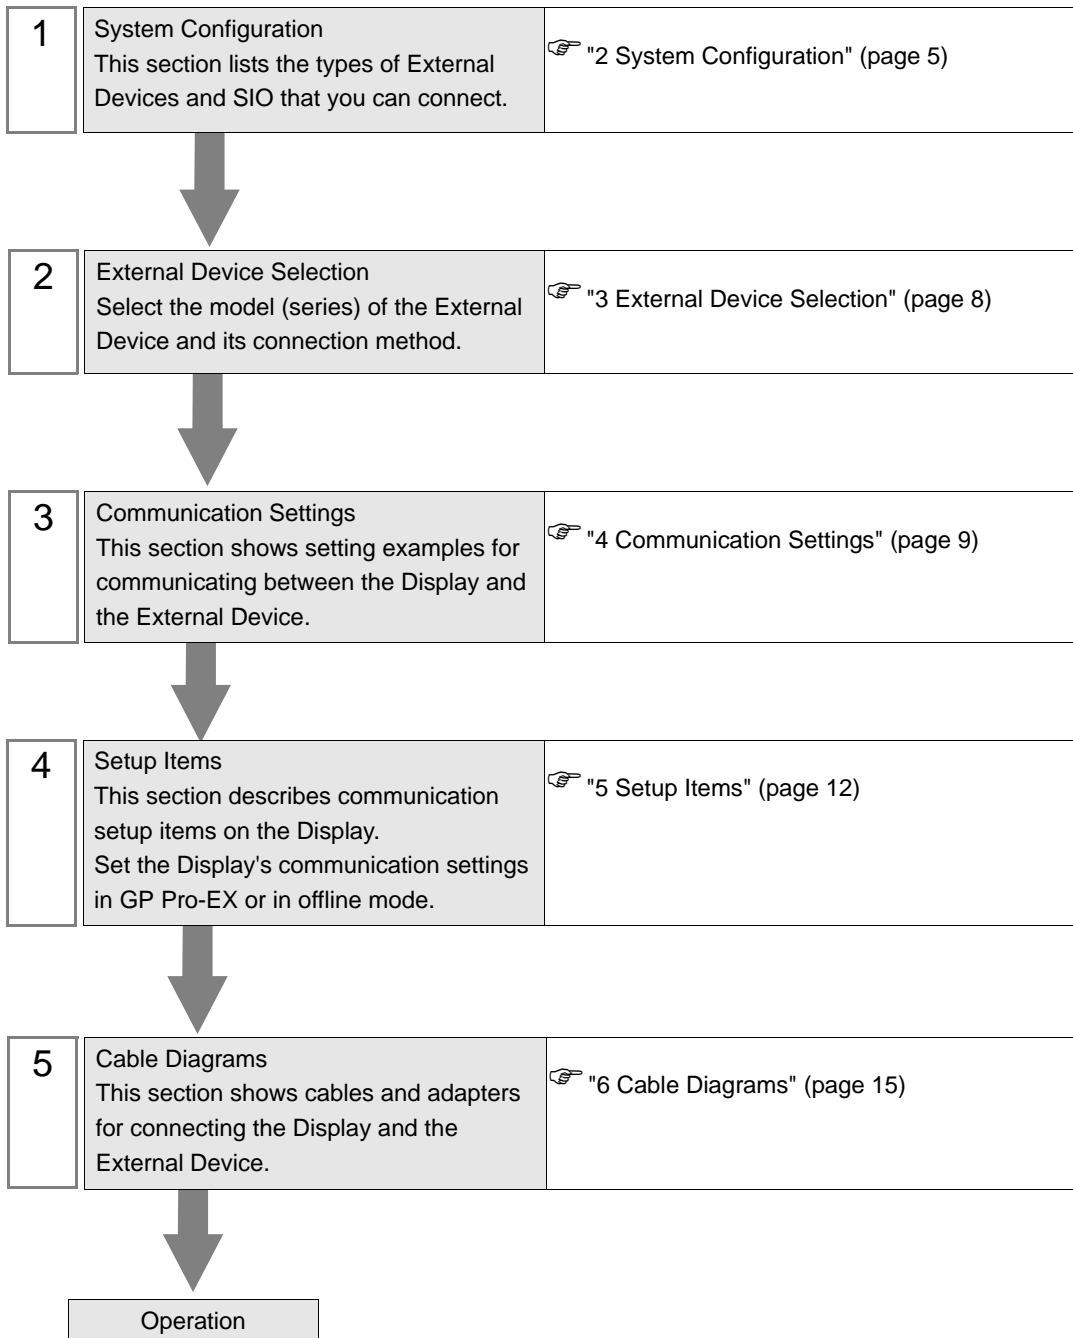 1
System Configuration
This section lists the types of External
Devices and SIO that you can connect.
"2 System Configuration" (page 5)
2
External Device Selection
Select the model (series) of the External
Device and its connection method.
"3 External Device Selection" (page 8)
3
Communication Settings
This section shows setting examples for
communicating between the Display and
the External Device.
"4 Communication Settings" (page 9)
4
Setup Items
This section describes communication
setup items on the Display.
Set the Display's communication settings
in GP Pro-EX or in offline mode.
"5 Setup Items" (page 12)
5
Cable Diagrams
This section shows cables and adapters
for connecting the Display and the
External Device.
"6 Cable Diagrams" (page 15)
Operation